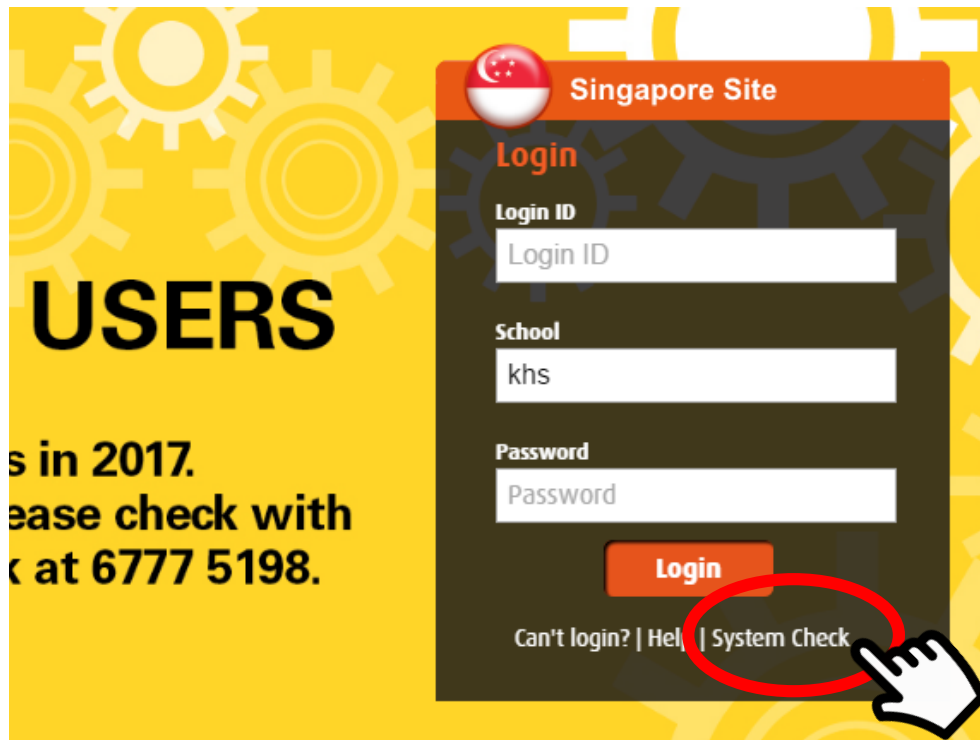 USERS
s in 2017.
ease check with
at 6777 5198.
Singapore Site
Login
Login ID
Login ID
School
khs
Password
Password
Login
Can't login? | Help | System Check